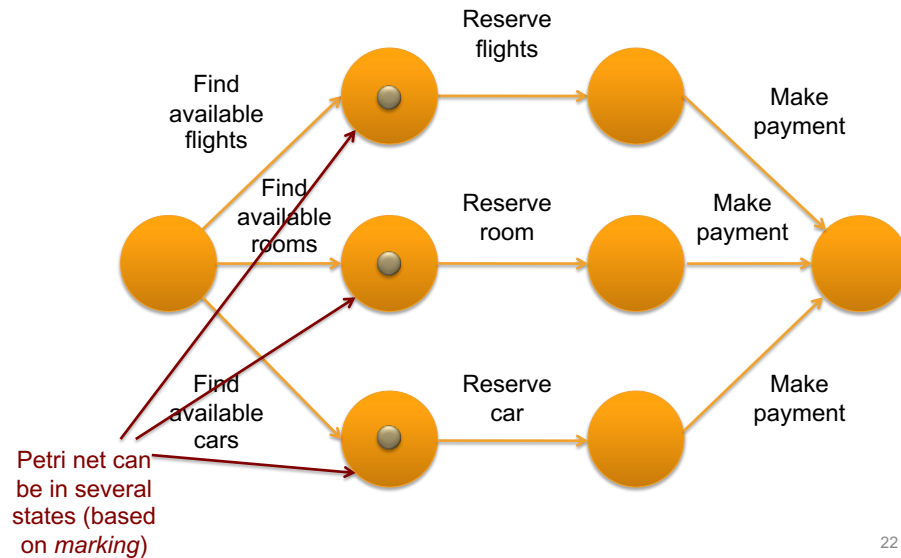 Reserve
flights
Find
available
flights
Make
payment
Find
available
rooms
Reserve
room
Make
payment
Find
available
cars
Reserve
car
Make
payment
Petri net can
be in several
states (based
on marking)
22